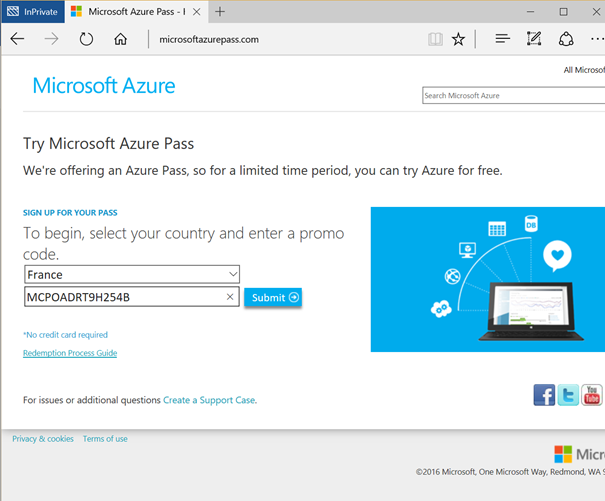 InPrivate
Microsoft Azure Pass - I
microsoftazurepass.com
All Microsof
Microsoft Azure
Search Microsoft Azure
Try Microsoft Azure Pass
We're offering an Azure Pass, so for a limited time period, you can try Azure for free.
SIGN UP FOR YOUR PASS
To begin, select your country and enter a promo
code.
France
MCPOADRT9H254B
Submit
*No credit card required
Redemption Process Guide
DB
For issues or additional questions Create a Support Case.
f
t
You
Tube
Privacy & cookies Terms of use
Micr
©2016 Microsoft, One Microsoft Way, Redmond, WA 9